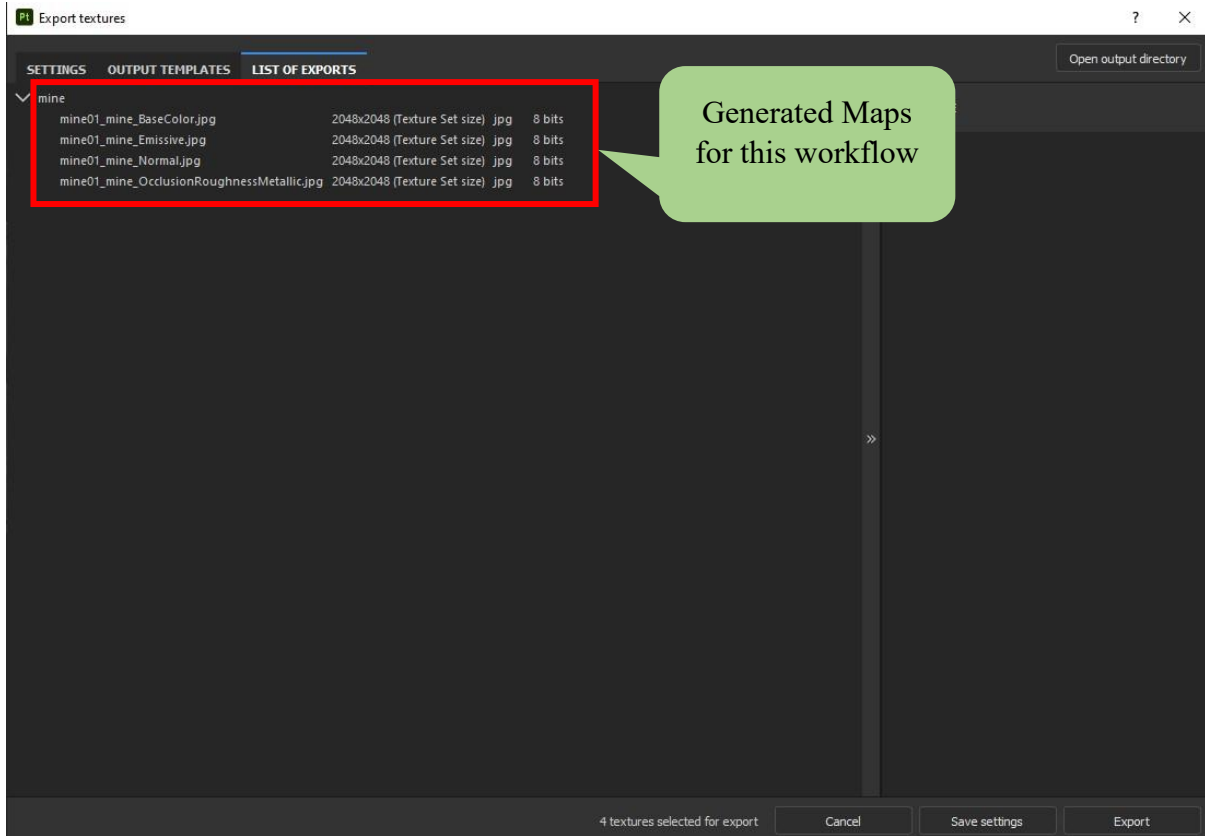 Pt Export textures ? ×
Open output directory
SETTINGS OUTPUT TEMPLATES LIST OF EXPORTS
mine
mine01_mine_BaseColor.jpg 2048x2048 (Texture Set size) jpg 8 bits
mine01_mine_Emissive.jpg 2048x2048 (Texture Set size) jpg 8 bits
mine01_mine_Normal.jpg 2048x2048 (Texture Set size) jpg 8 bits
mine01_mine_OcclusionRoughnessMetallic.jpg 2048x2048 (Texture Set size) jpg 8 bits
Generated Maps
for this workflow
»
4 textures selected for export Cancel Save settings Export